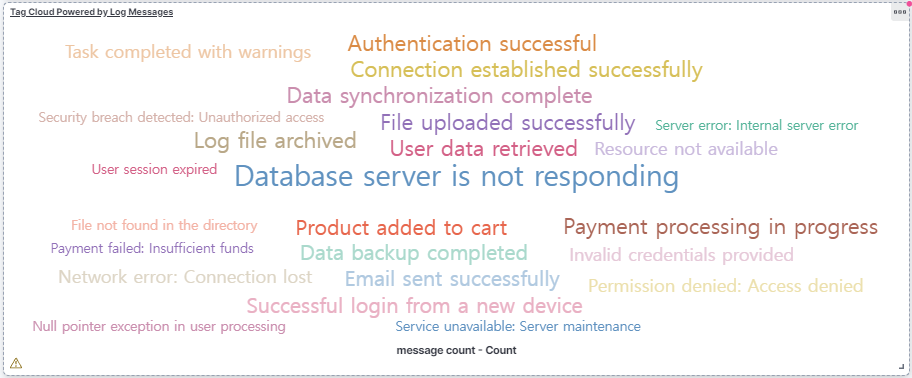 Tag Cloud Powered by Log Messages
Authentication successful
Task completed with warnings
Connection established successfully
Data synchronization complete
Security breach detected: Unauthorized access
File uploaded successfully
Server error: Internal server error
Log file archived
User data retrieved
Resource not available
User session expired
Database server is not responding
File not found in the directory
Product added to cart
Payment processing in progress
Payment failed: Insufficient funds
Data backup completed
Invalid credentials provided
Network error: Connection lost
Email sent successfully
Permission denied: Access denied
Successful login from a new device
Null pointer exception in user processing
Service unavailable: Server maintenance
message count - Count